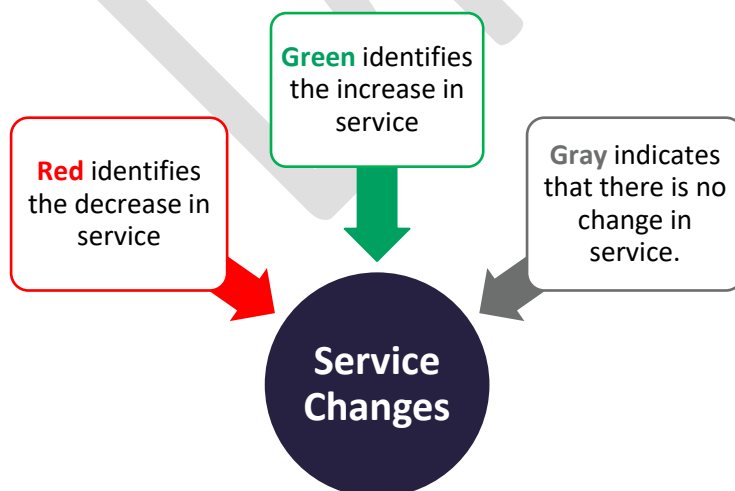 Green identifies
the increase in
service
Red identifies
the decrease in
service
Gray indicates
that there is no
change in
service.
Service
Changes